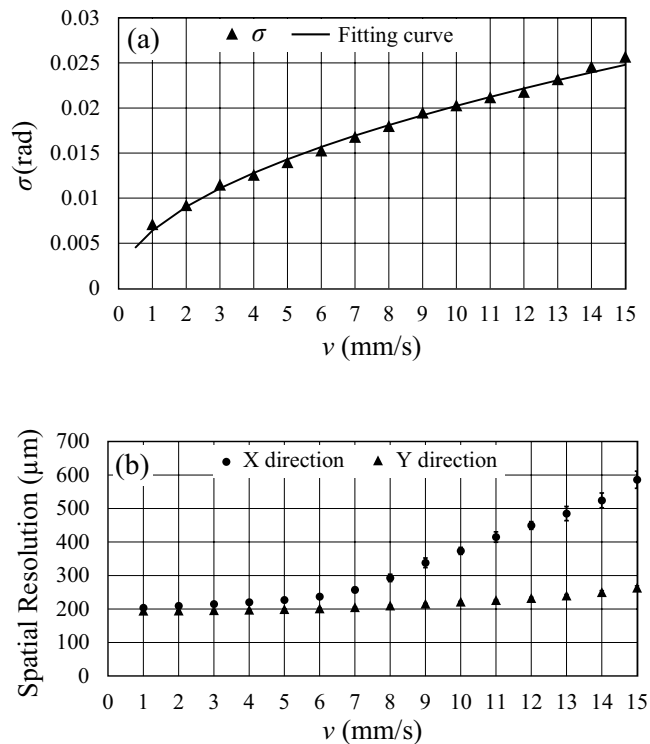 0.03
(a)
▲ σ
Fitting curve
0.025
0.02
0.015
0.01
0.005
0
σ(rad)
0 1 2 3 4 5 6 7 8 9 10 11 12 13 14 15
v (mm/s)
700
(b)
● X direction ▲ Y direction
600
500
400
300
200
100
0
Spatial Resolution (µm)
0 1 2 3 4 5 6 7 8 9 10 11 12 13 14 15
v (mm/s)